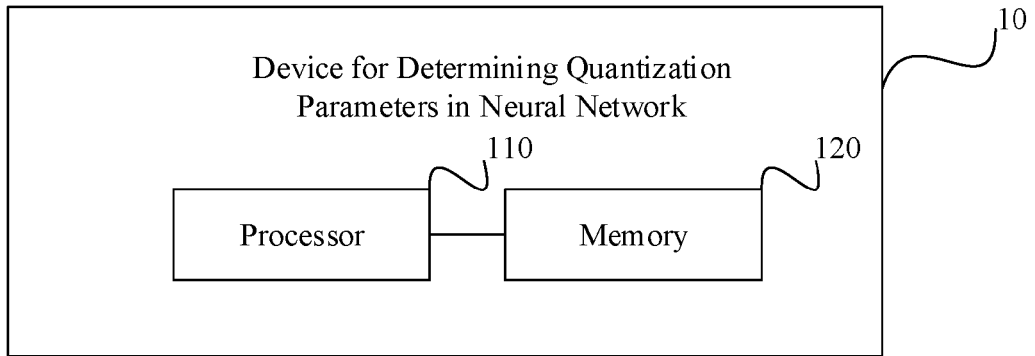 10
Device for Determining Quantization
Parameters in Neural Network
110
120
Processor
Memory